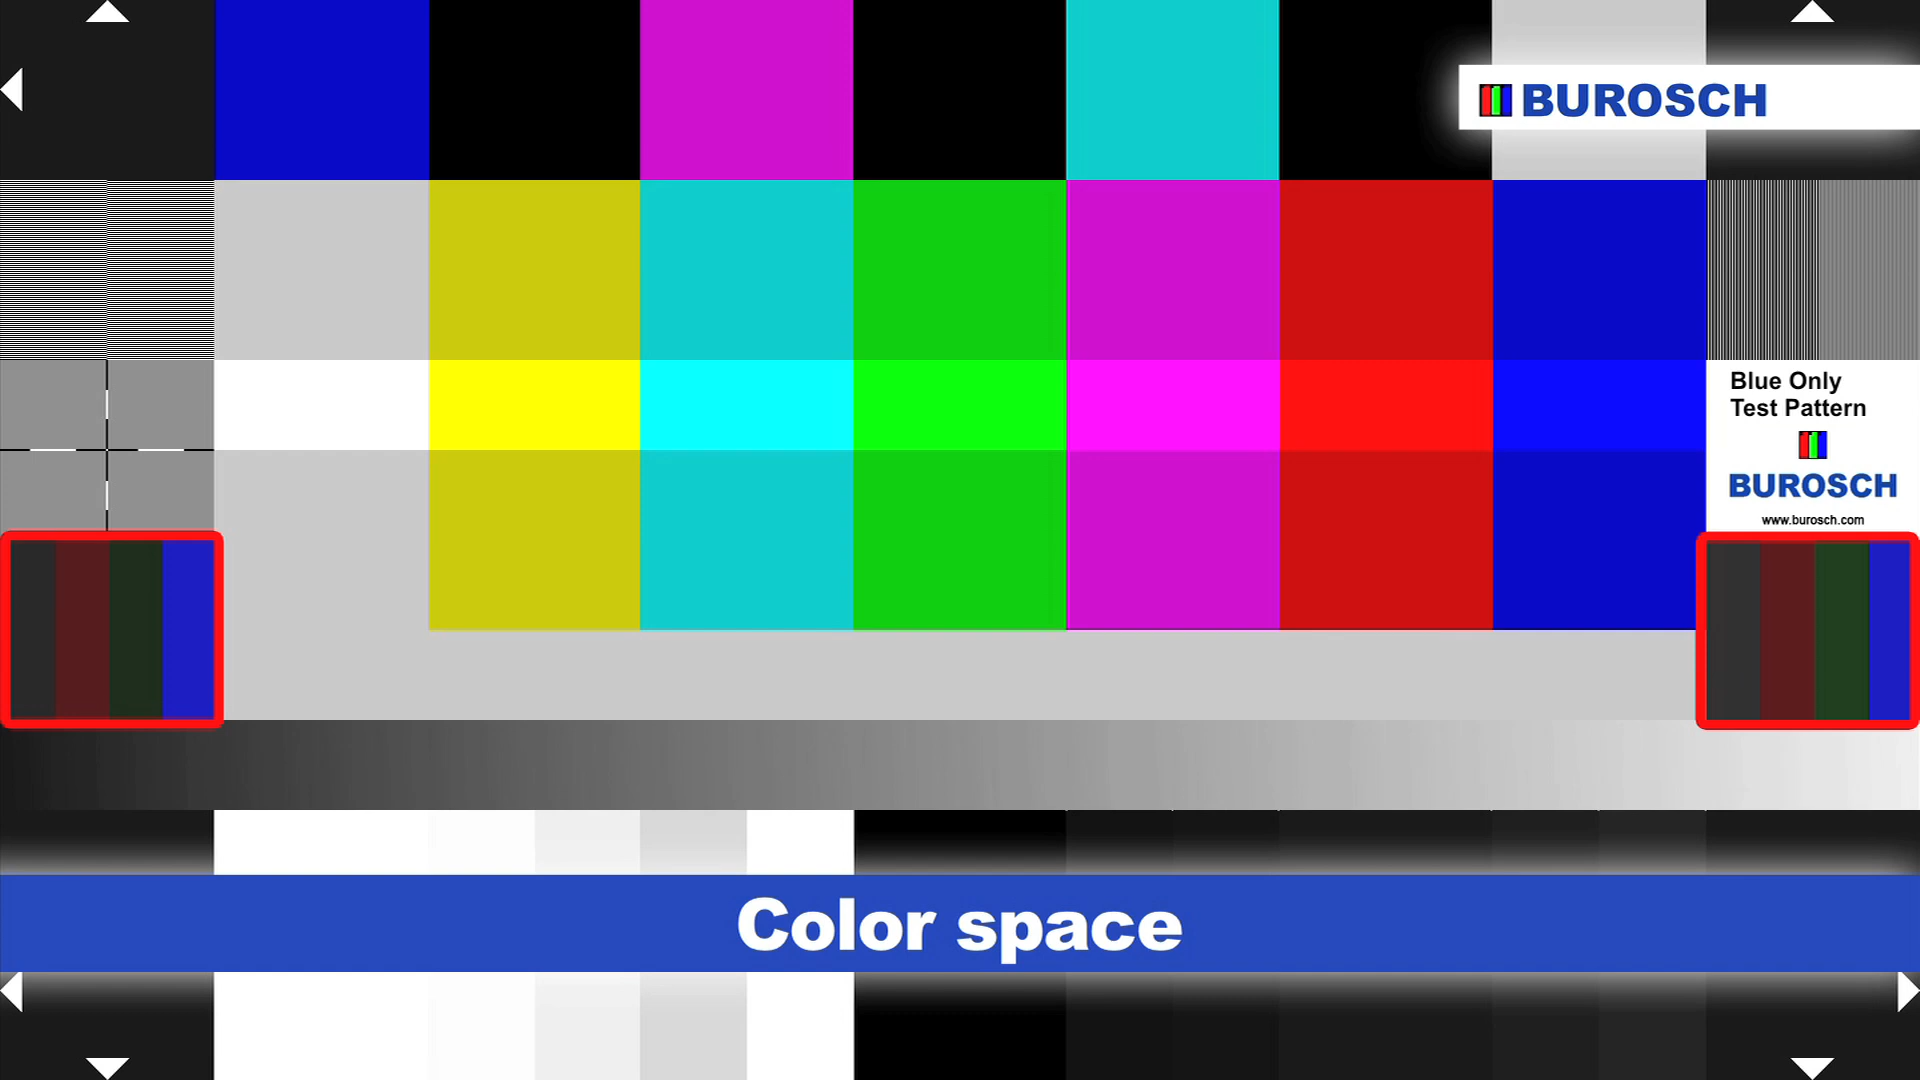 BUROSCH
Blue Only
Test Pattern
BUROSCH
www.burosch.com
Color space